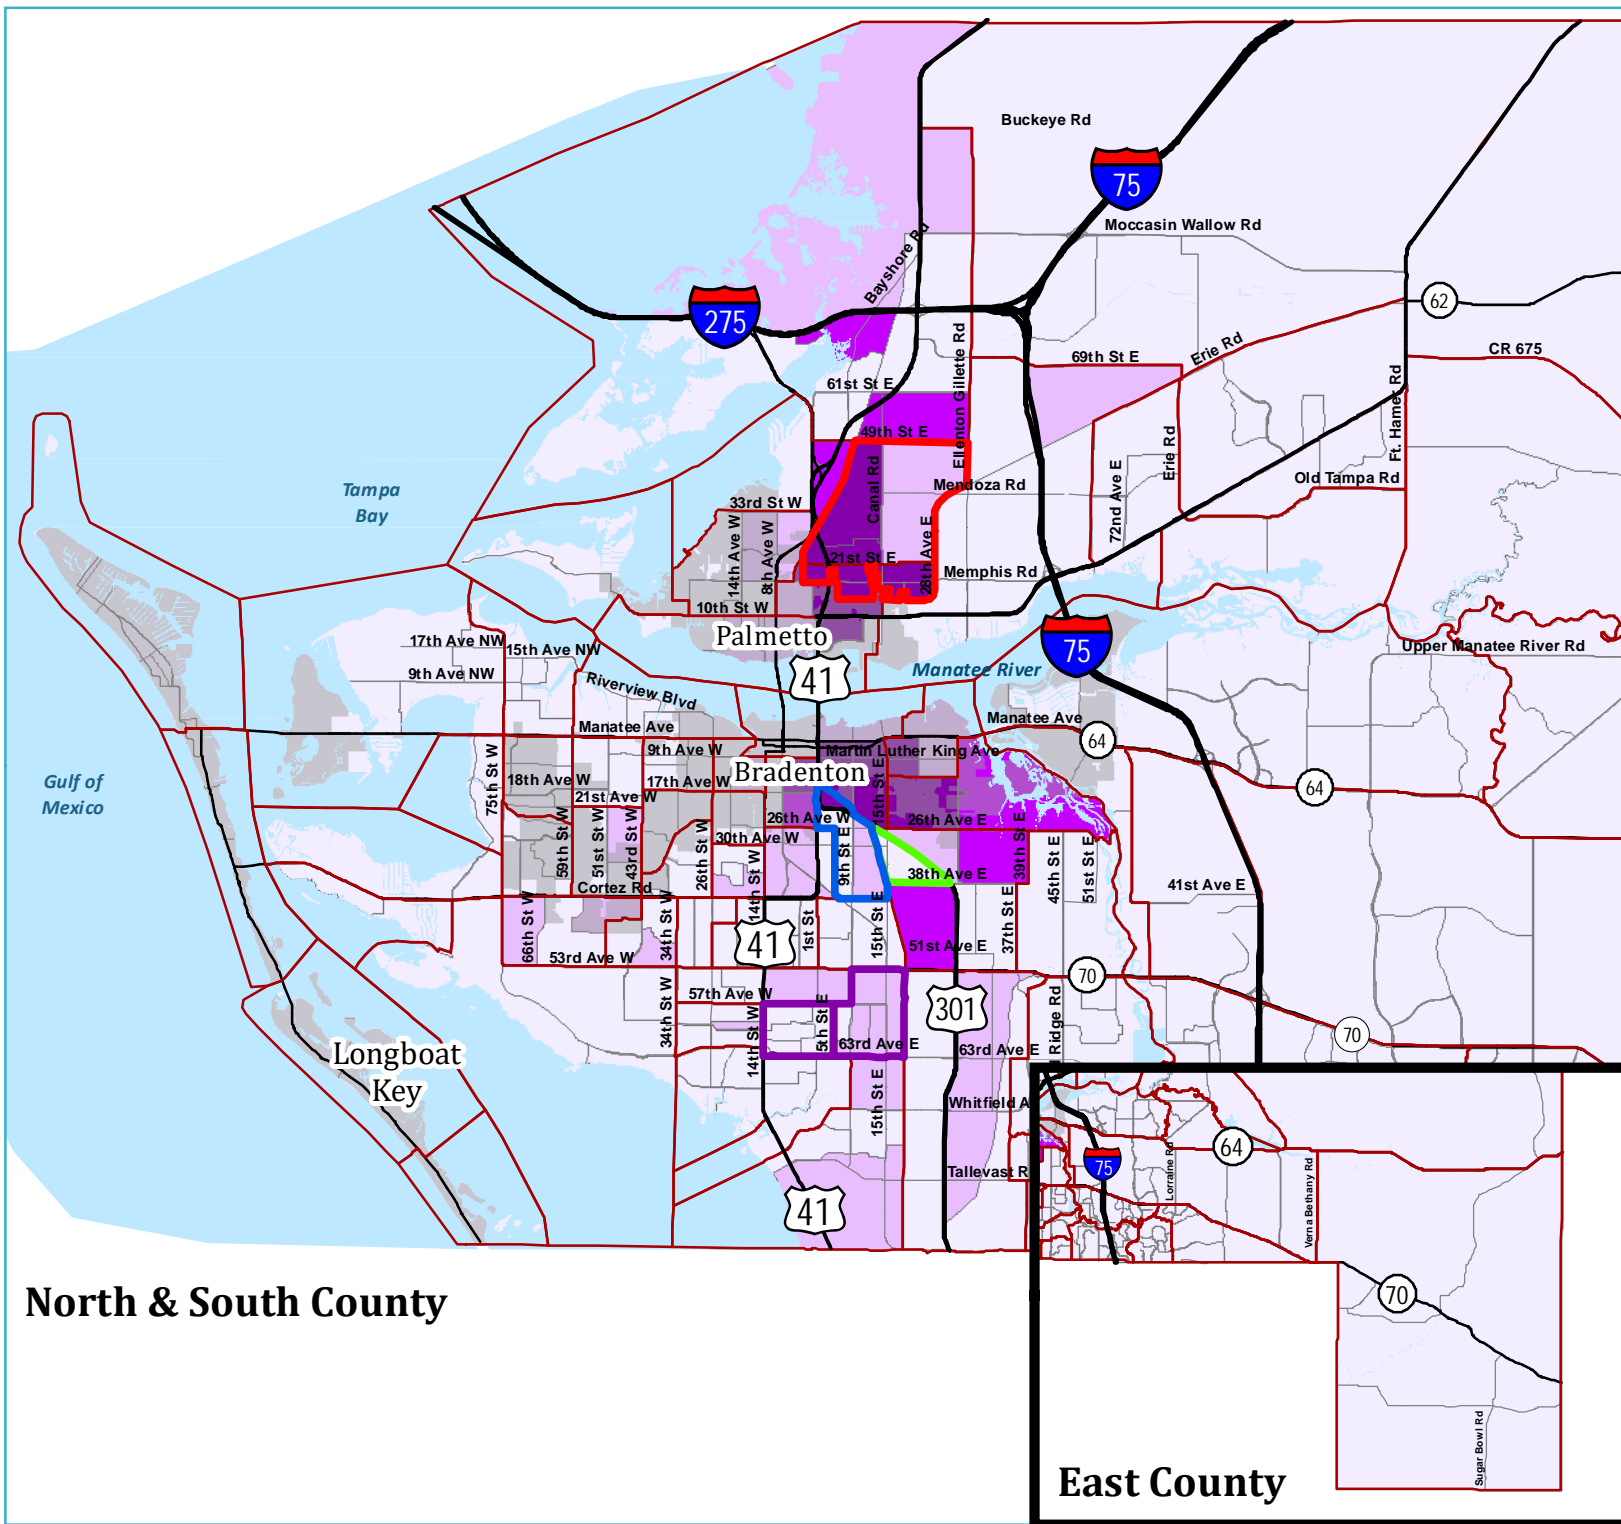 Buckeye Rd
75
Moccasin Wallow Rd
Bayshore Rd
62
275
Ellenton Gillette Rd
69th St E
Erie Rd
CR 675
61st St E
Ft. Hamer Rd
49th St E
Canal Rd
Mendoza Rd
72nd Ave E
Erie Rd
Old Tampa Rd
Tampa
Bay
33rd St W
14th Ave W
8th Ave W
21st St E
28th Ave E
Memphis Rd
10th St W
Palmetto
75
17th Ave NW
15th Ave NW
Upper Manatee River Rd
9th Ave NW
41
Manatee River
Riverview Blvd
Manatee Ave
Manatee Ave
64
9th Ave W
Martin Luther King Ave
Gulf of
Mexico
75th St W
18th Ave W
17th Ave W
Bradenton
15th St E
64
21st Ave W
26th Ave W
26th Ave E
59th St W
51st St W
43rd St W
26th St W
30th Ave W
14th St W
9th St E
39th St E
45th St E
51st St E
38th Ave E
Cortez Rd
41st Ave E
66th St W
34th St W
41
1st St
15th St E
37th St E
51st Ave E
53rd Ave W
70
57th Ave W
34th St W
14th St W
5th St E
301
63rd Ave E
63rd Ave E
Ridge Rd
70
Longboat
Key
15th St E
Whitfield A
Tallevast R
41
64
75
Lorraine Rd
Verna Bethany Rd
70
Sugar Bowl Rd
North & South County
East County